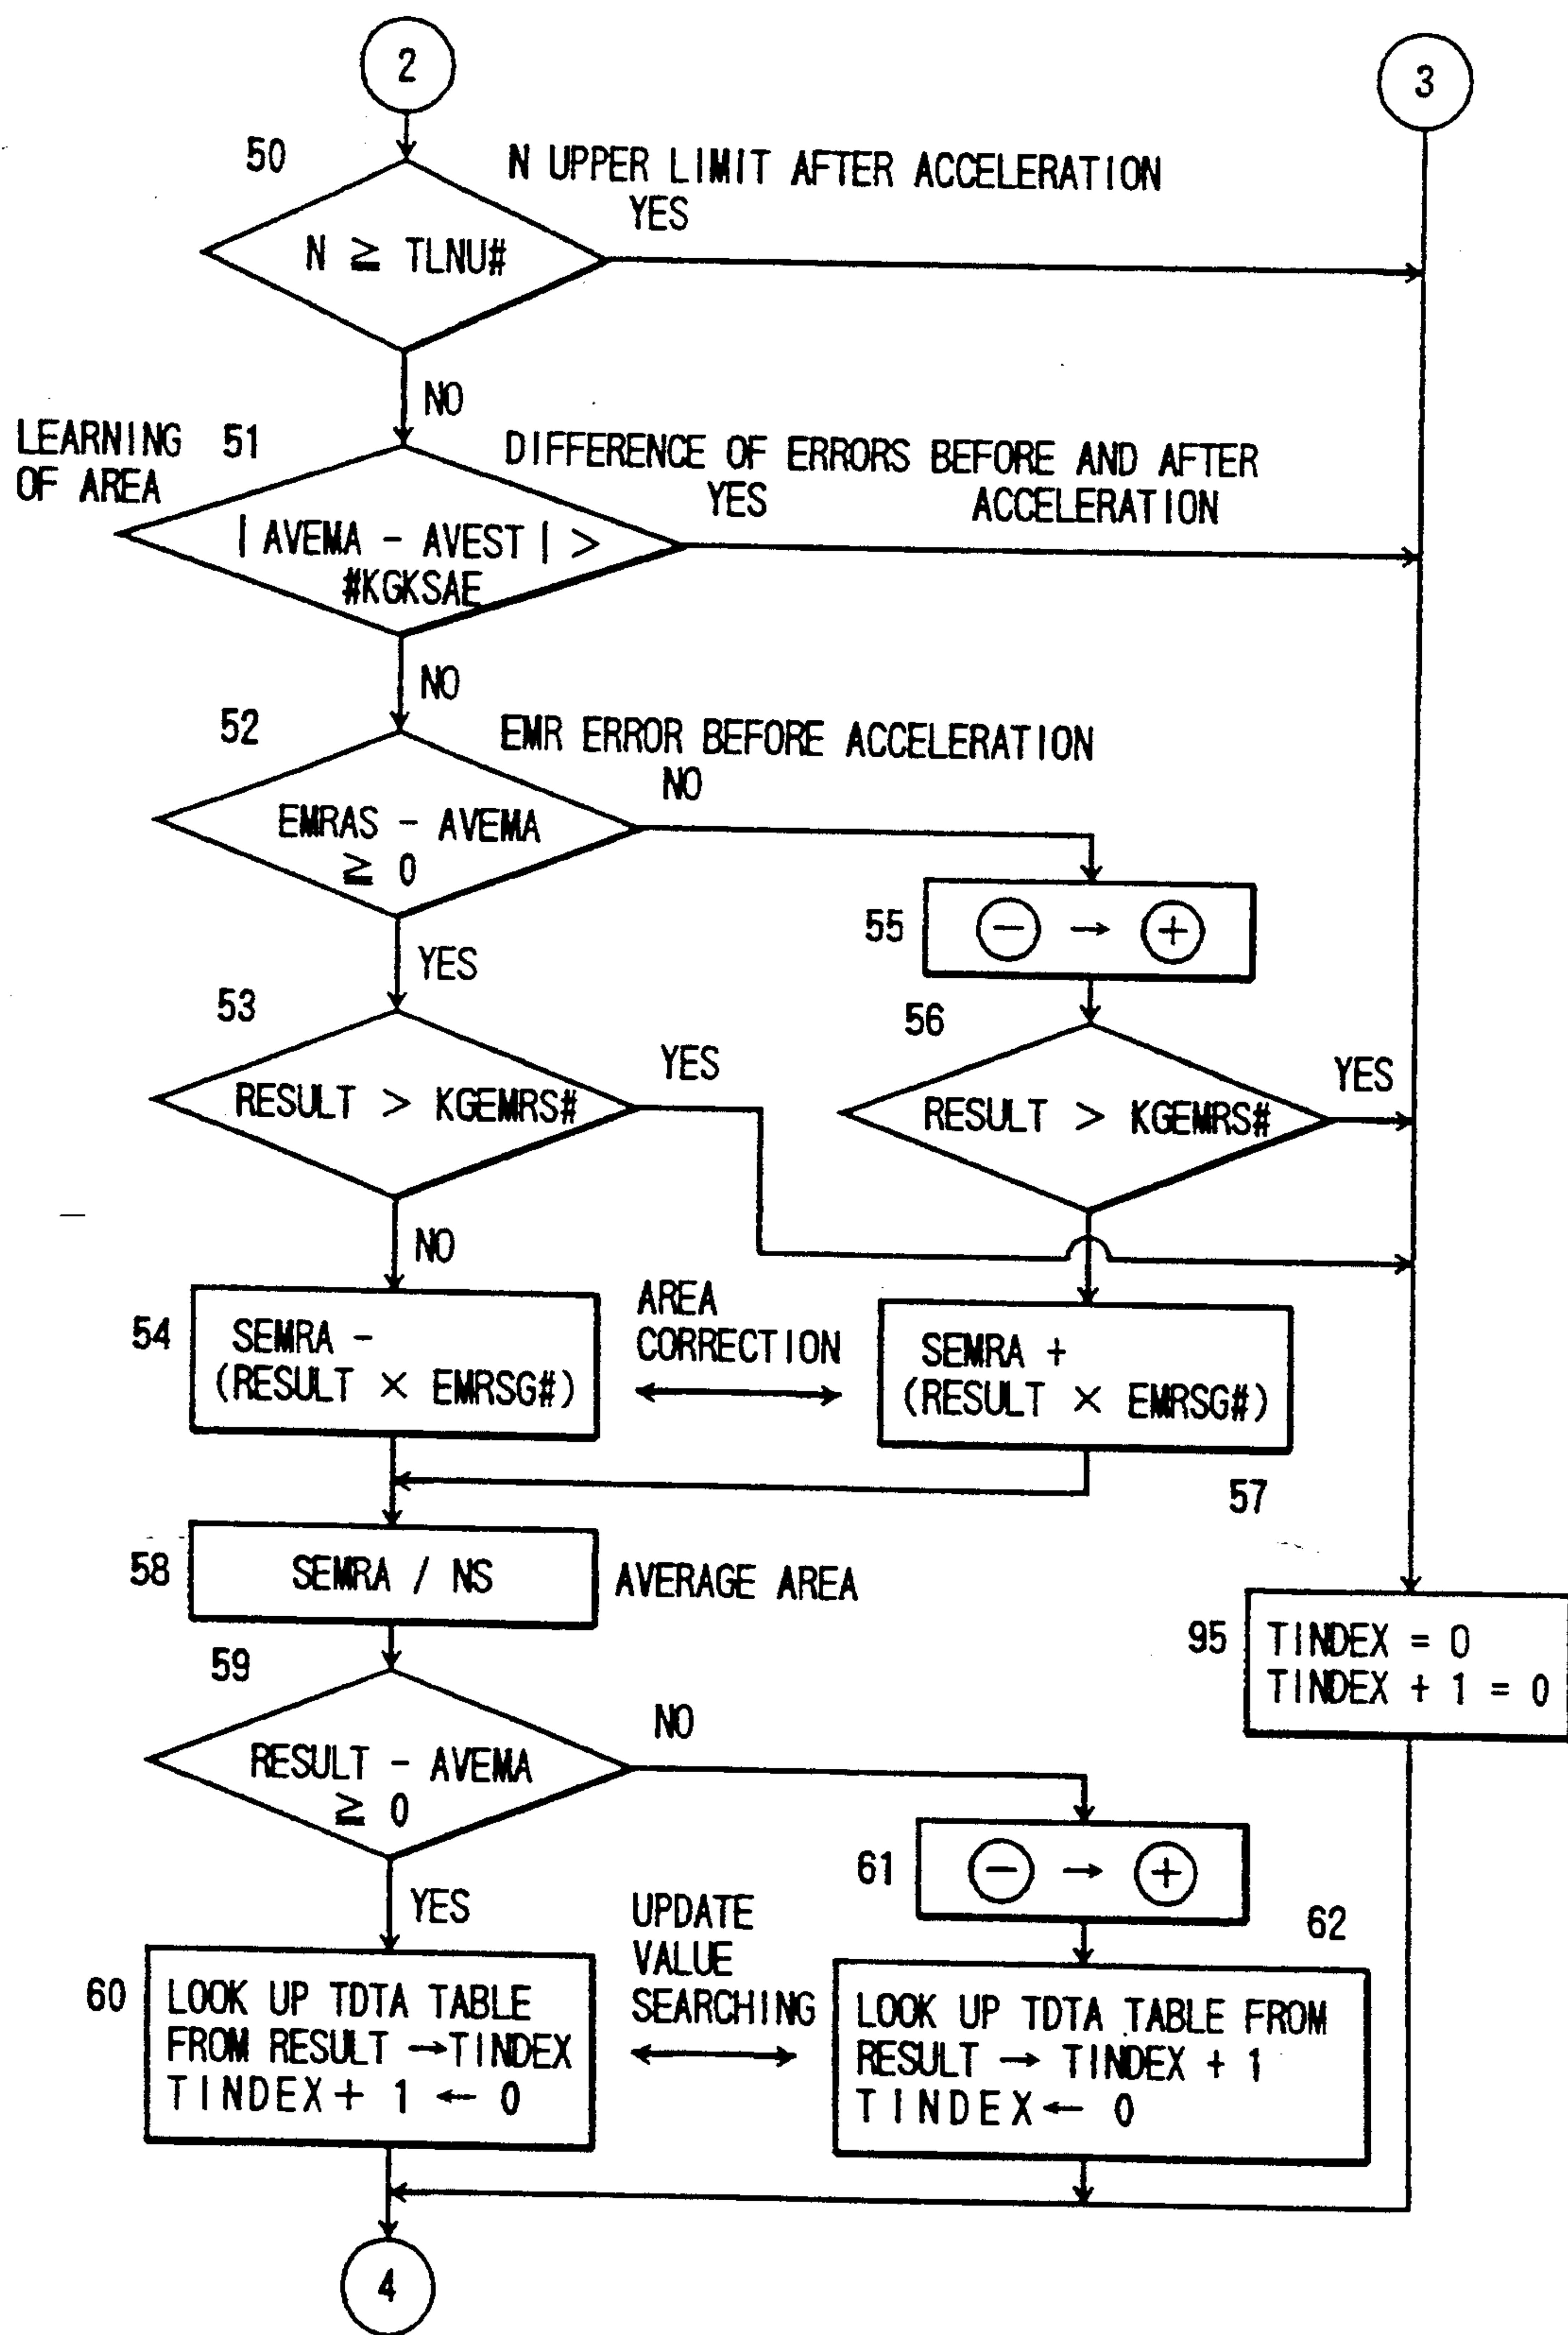 2
3
50
N UPPER LIMIT AFTER ACCELERATION
YES
N ≧ TLNU#
NO
LEARNING
OF AREA
51
DIFFERENCE OF ERRORS BEFORE AND AFTER
YES ACCELERATION
| AVEMA - AVEST | >
#KGKSAE
NO
52
EMR ERROR BEFORE ACCELERATION
NO
EMRAS - AVEMA
≧ 0
55
⊖ → ⊕
YES
53
56
YES
YES
RESULT > KGEMRS#
RESULT > KGEMRS#
NO
54
SEMRA -
(RESULT × EMRSG#)
AREA
CORRECTION
SEMRA +
(RESULT × EMRSG#)
57
58
SEMRA / NS
AVERAGE AREA
95
TINDEX = 0
TINDEX + 1 = 0
59
NO
RESULT - AVEMA
≧ 0
61
⊖ → ⊕
YES
62
60
LOOK UP TDTA TABLE
FROM RESULT →TINDEX
TINDEX+ 1 ← 0
UPDATE
VALUE
SEARCHING
LOOK UP TDTA TABLE FROM
RESULT → TINDEX + 1
TINDEX← 0
4